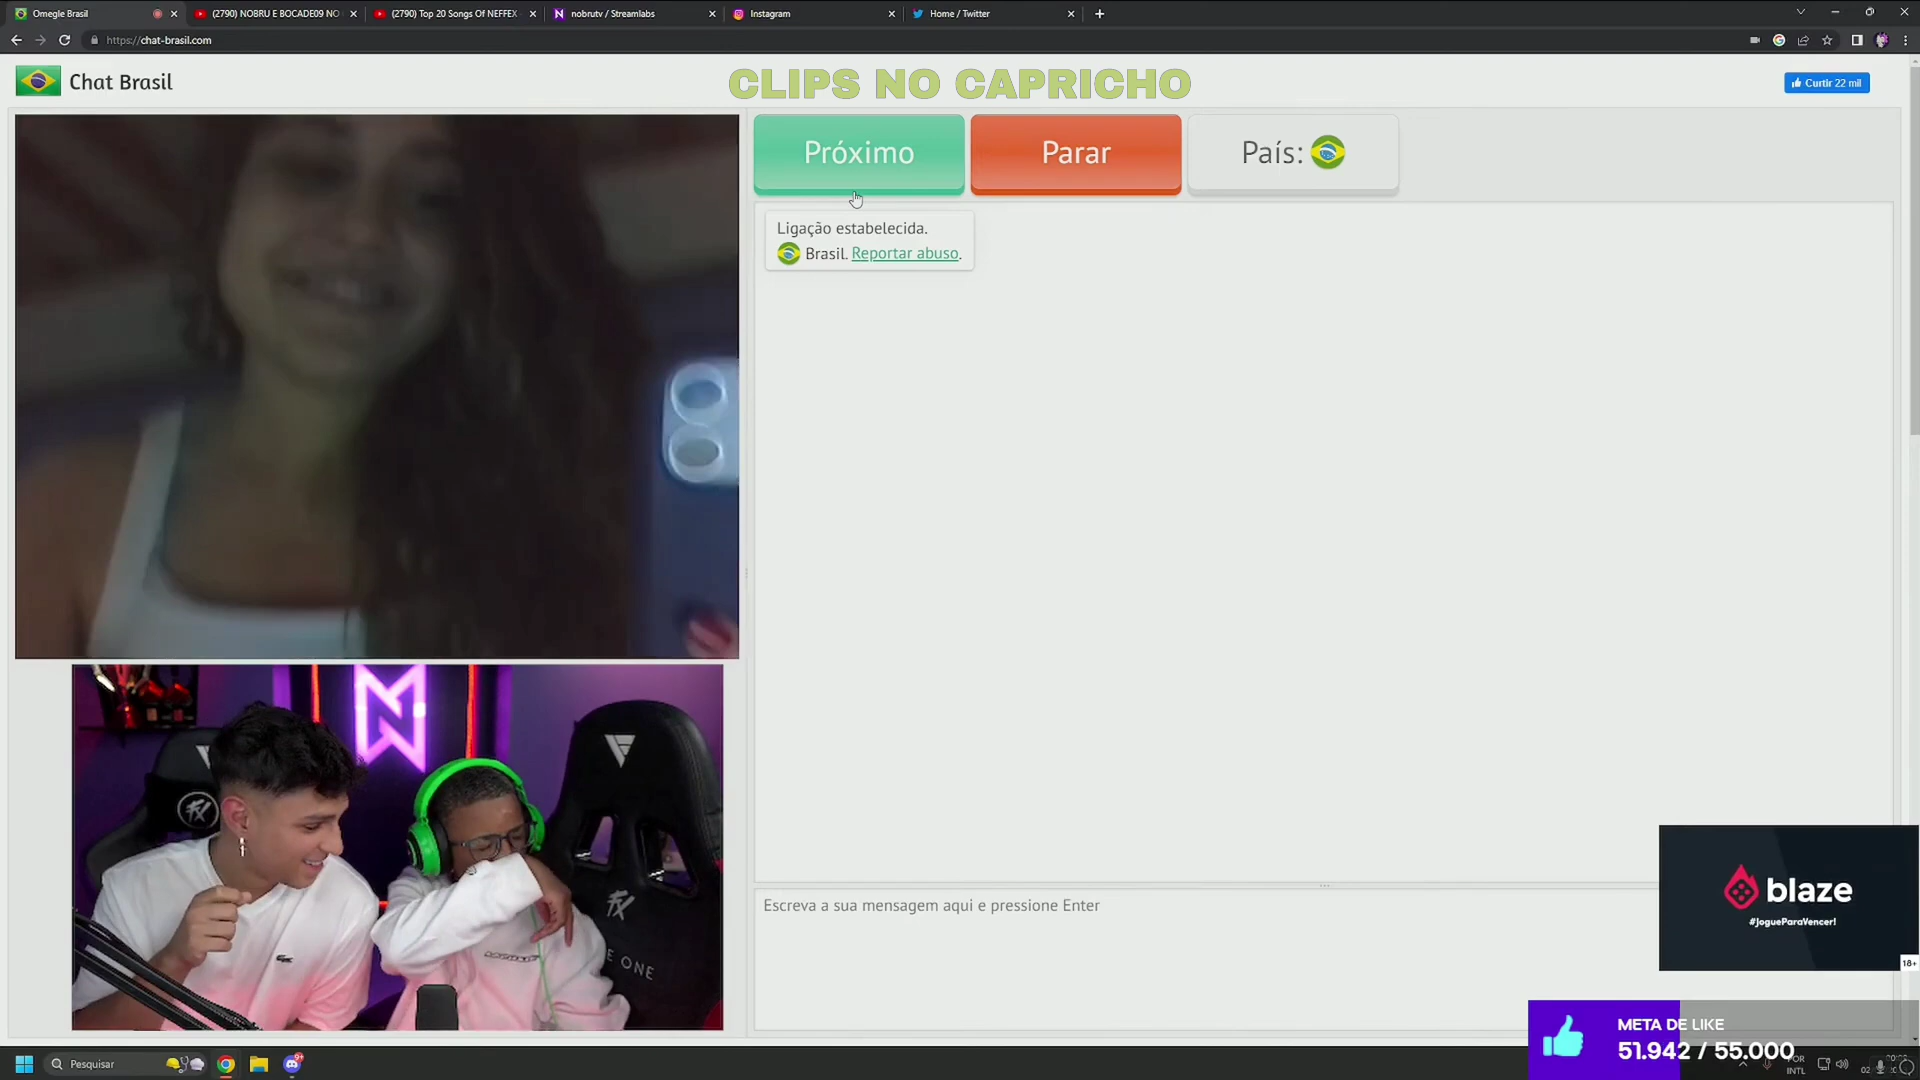 Omegle Brasil
(2790) NOBRU E BOCADE09 NO
(2790) Top 20 Songs Of NEFFEX
nobrutv / Streamlabs
Instagram
Home / Twitter
https://chat-brasil.com
Chat Brasil
CLIPS NO CAPRICHO
Curtir 22 mil
Próximo
Parar
País:
Ligação estabelecida.
Brasil. Reportar abuso.
Escreva a sua mensagem aqui e pressione Enter
blaze
#JogueParaVencer!
18+
META DE LIKE
51.942 / 55.000
Pesquisar
POR
INTL